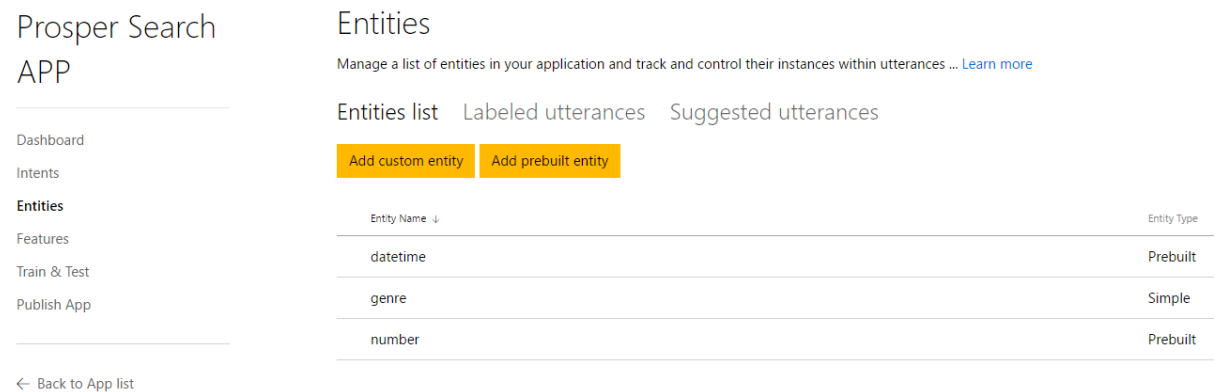 Prosper Search
APP
Dashboard
Intents
Entities
Features
Train & Test
Publish App
← Back to App list
Entities
Manage a list of entities in your application and track and control their instances within utterances ... Learn more
Entities list Labeled utterances Suggested utterances
Add custom entity Add prebuilt entity
Entity Name ↓ Entity Type
datetime Prebuilt
genre Simple
number Prebuilt